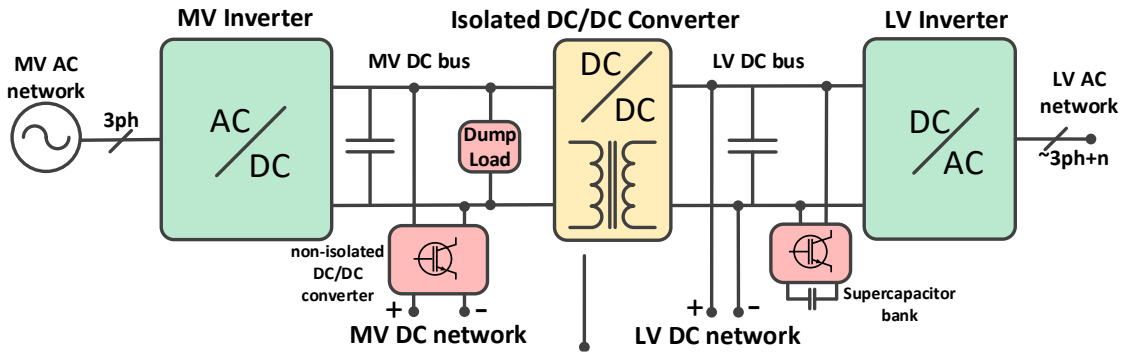 MV Inverter
Isolated DC/DC Converter
LV Inverter
MV AC
network
3ph
AC
DC
MV DC bus
Dump
Load
DC
DC
LV DC bus
DC
AC
LV AC
network
~3ph+n
non-isolated
DC/DC
converter
+
-
MV DC network
+
-
LV DC network
Supercapacitor
bank